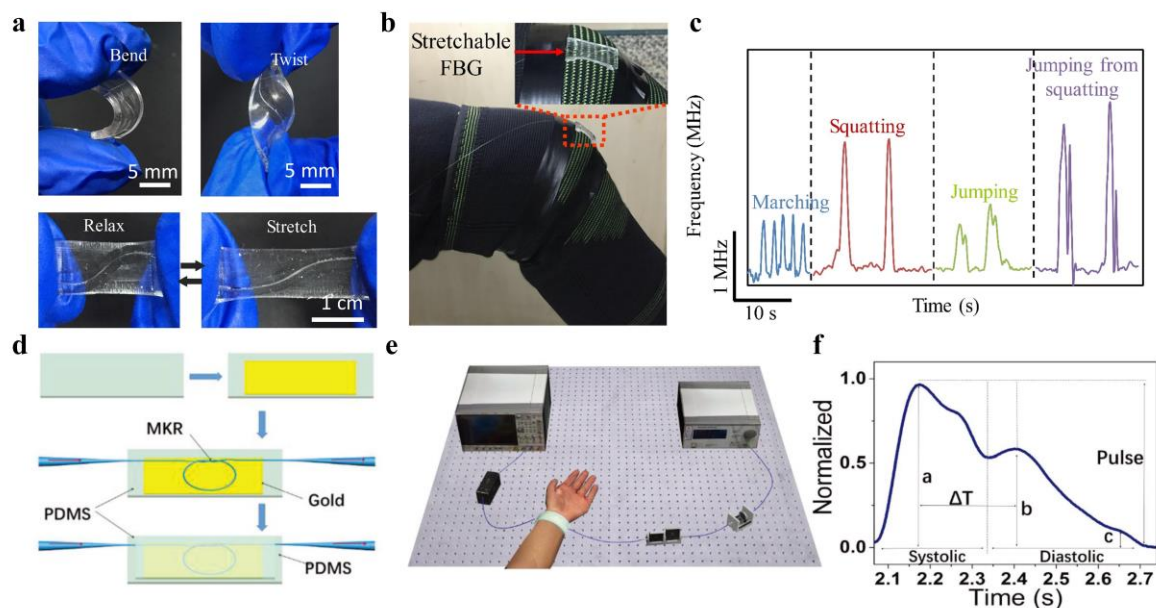 a
Bend
5 mm
Twist
5 mm
Relax
Stretch
1 cm
b
Stretchable
FBG
c
Frequency (MHz)
1 MHz
10 s
Marching
Squatting
Jumping
Jumping from
squatting
Time (s)
d
MKR
Gold
PDMS
PDMS
e
f
Normalized
1.0
0.5
0.0
a
ΔT
b
c
Pulse
Systolic
Diastolic
2.1 2.2 2.3 2.4 2.5 2.6 2.7
Time (s)